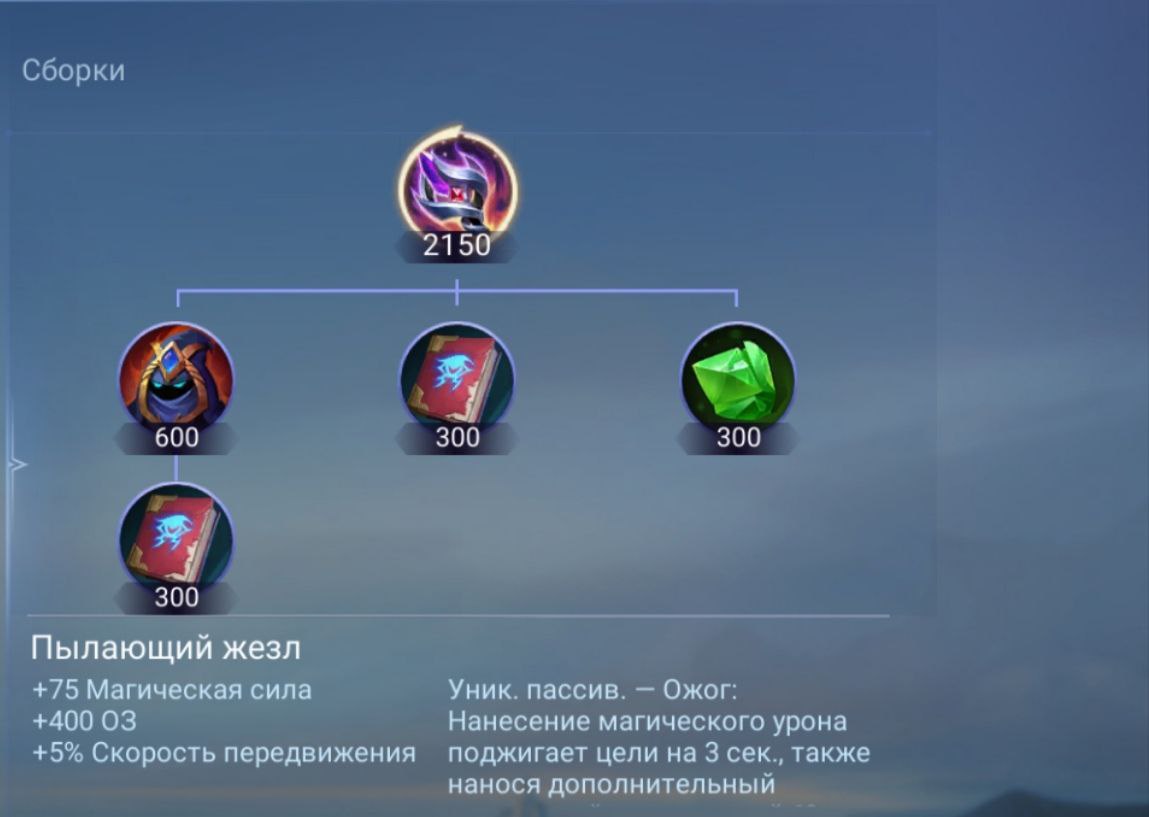 Сборки
2150
600
300
300
300
Пылающий жезл
+75 Магическая сила
+400 ОЗ
+5% Скорость передвижения
Уник. пассив. — Ожог:
Нанесение магического урона
поджигает цели на 3 сек., также
нанося дополнительный